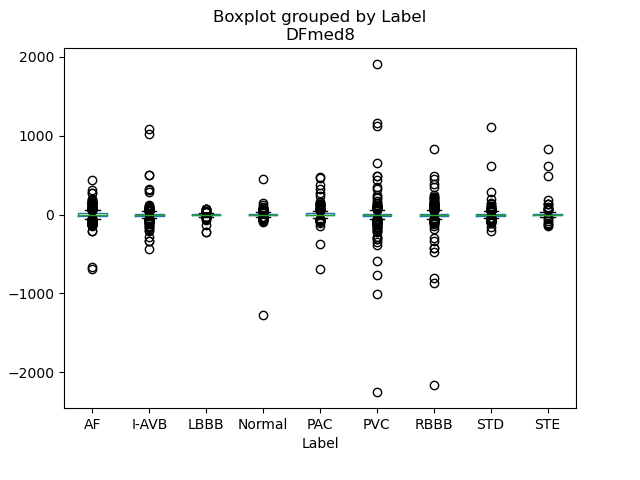 Boxplot grouped by Label
DFmed8
2000
1000
0
−1000
−2000
AF I-AVB LBBB Normal PAC PVC RBBB STD STE
Label